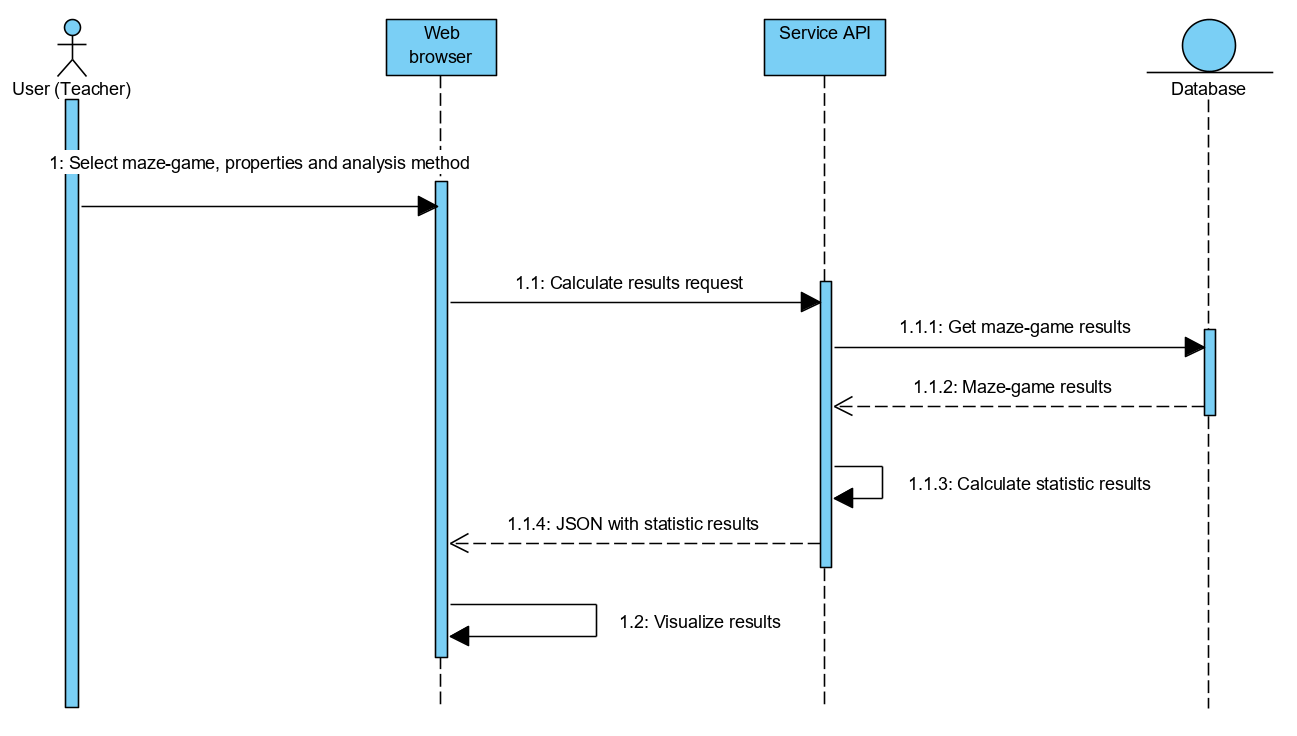 Web
browser
Service API
User (Teacher)
Database
1: Select maze-game, properties and analysis method
1.1: Calculate results request
1.1.1: Get maze-game results
1.1.2: Maze-game results
1.1.3: Calculate statistic results
1.1.4: JSON with statistic results
1.2: Visualize results